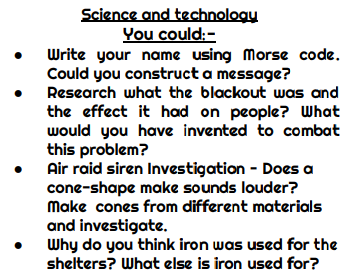 Science and technology
You could:-
● Write your name using Morse code.
Could you construct a message?
● Research what the blackout was and
the effect it had on people? What
would you have invented to combat
this problem?
● Air raid siren Investigation - Does a
cone-shape make sounds louder?
Make cones from different materials
and investigate.
● Why do you think iron was used for the
shelters? What else is iron used for?